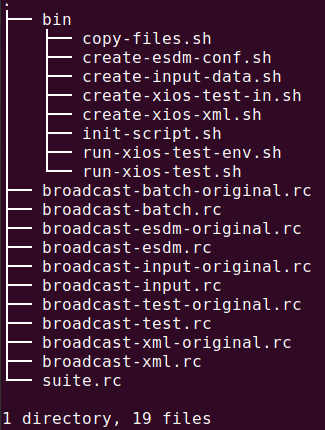 .
├── bin
│   ├── copy-files.sh
│   ├── create-esdm-conf.sh
│   ├── create-input-data.sh
│   ├── create-xios-test-in.sh
│   ├── create-xios-xml.sh
│   ├── init-script.sh
│   ├── run-xios-test-env.sh
│   └── run-xios-test.sh
├── broadcast-batch-original.rc
├── broadcast-batch.rc
├── broadcast-esdm-original.rc
├── broadcast-esdm.rc
├── broadcast-input-original.rc
├── broadcast-input.rc
├── broadcast-test-original.rc
├── broadcast-test.rc
├── broadcast-xml-original.rc
├── broadcast-xml.rc
└── suite.rc

1 directory, 19 files